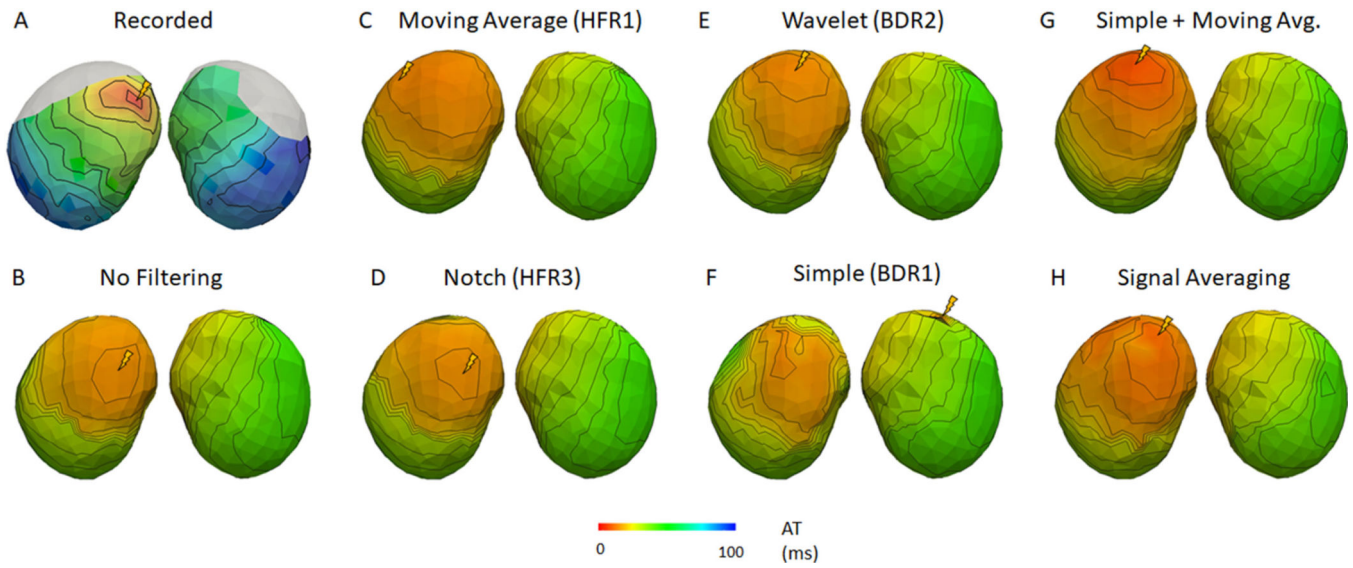 A Recorded
C Moving Average (HFR1)
E Wavelet (BDR2)
G Simple + Moving Avg.
B No Filtering
D Notch (HFR3)
F Simple (BDR1)
H Signal Averaging
AT
0 100 (ms)